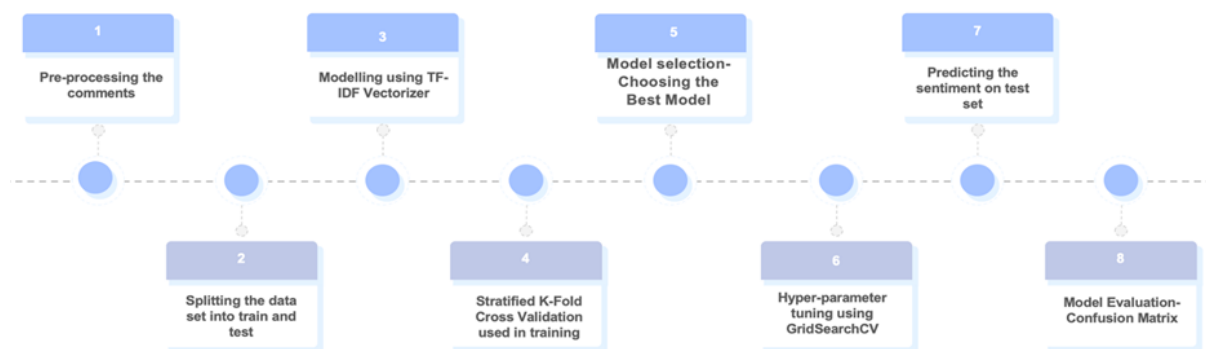 1
Pre-processing the
comments
2
Splitting the data
set into train and
test
3
Modelling using TF-
IDF Vectorizer
4
Stratified K-Fold
Cross Validation
used in training
5
Model selection-
Choosing the
Best Model
6
Hyper-parameter
tuning using
GridSearchCV
7
Predicting the
sentiment on test
set
8
Model Evaluation-
Confusion Matrix